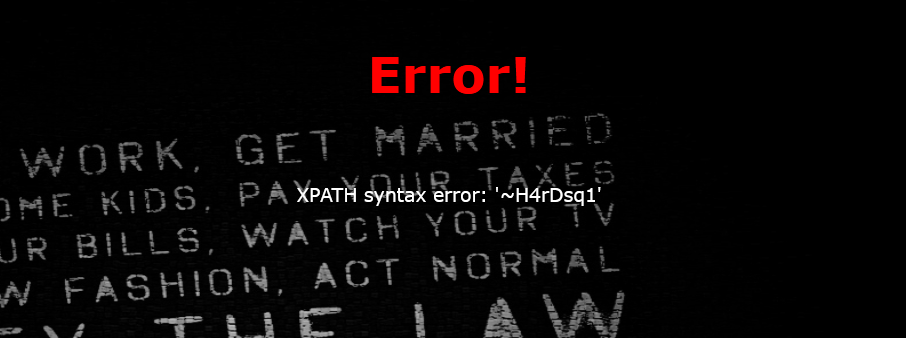 Error!
WORK, GET MARRIED
OME KIDS, PAY YOUR TAXES
XPATH syntax error: '~H4rDsq1'
UR BILLS, WATCH YOUR TV
W FASHION, ACT NORMAL
EY THE LAW